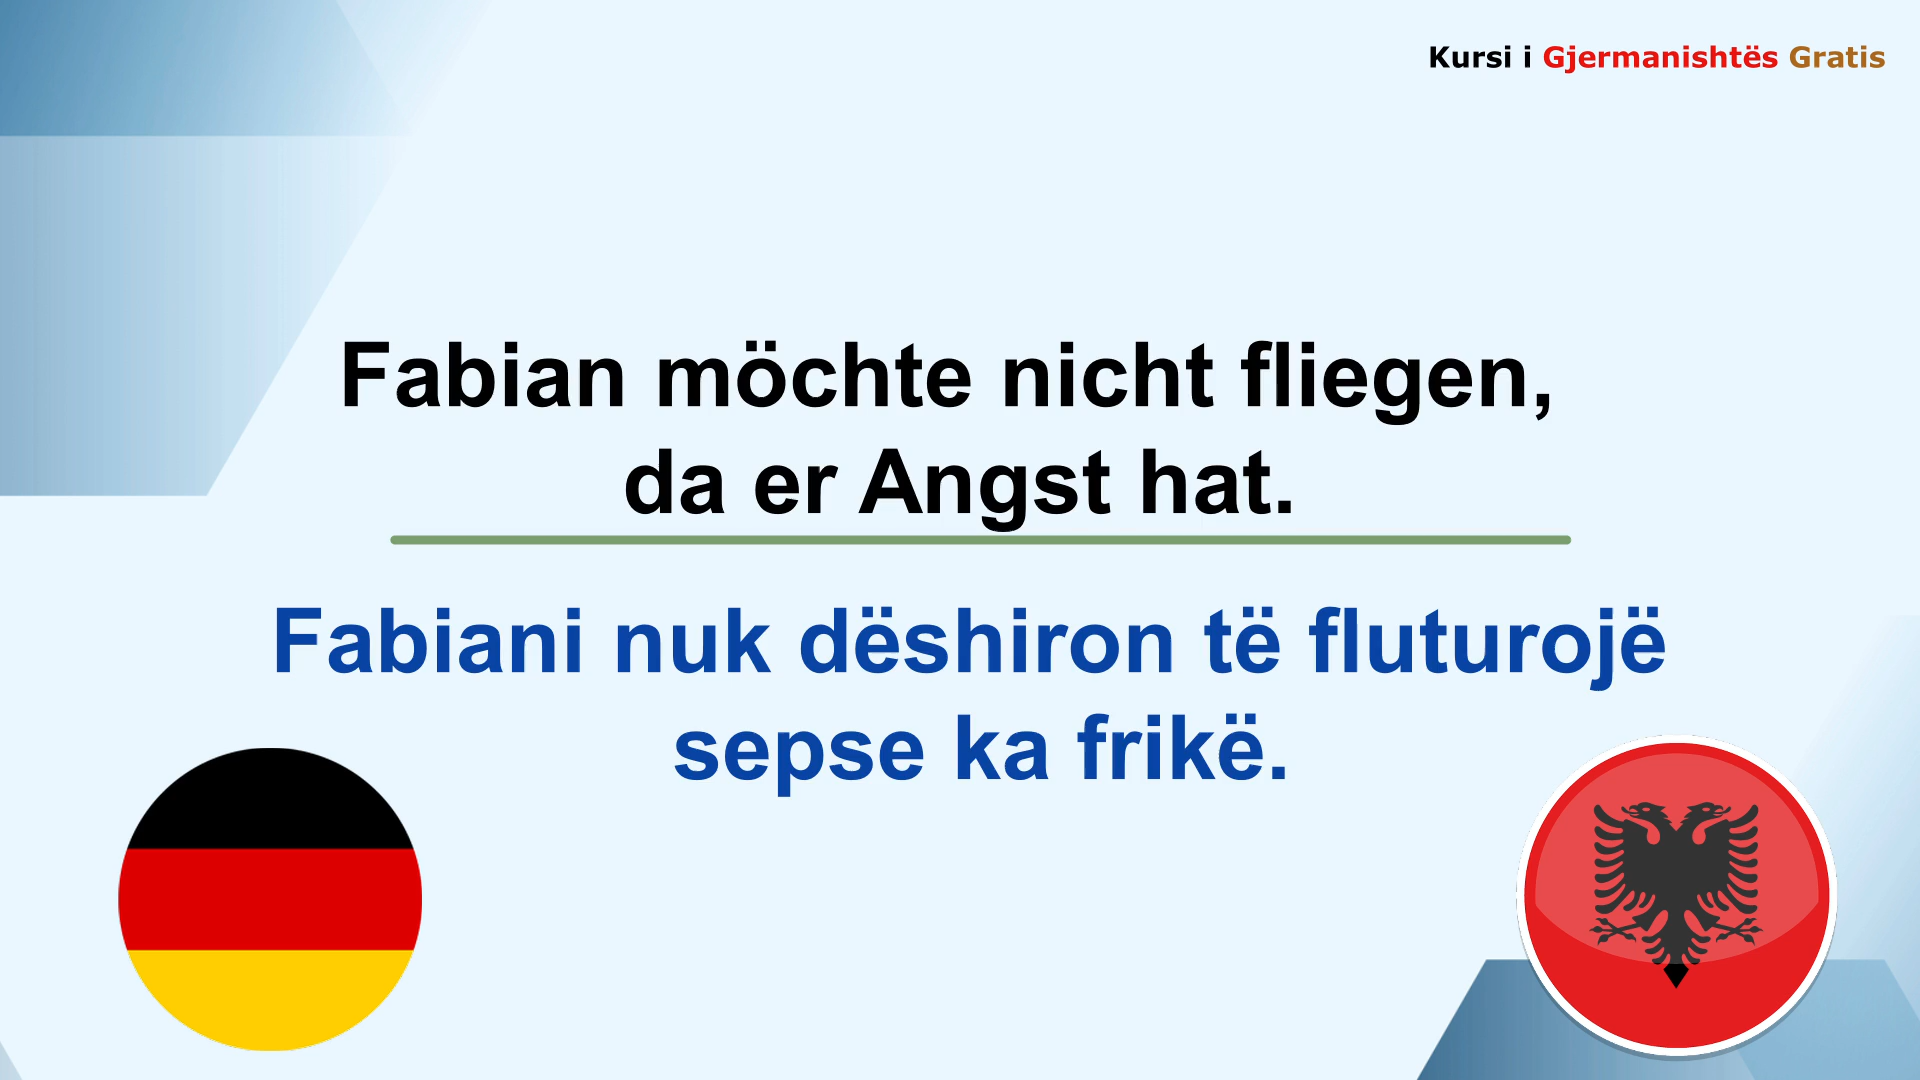 Kursi i Gjermanishtës Gratis
Fabian möchte nicht fliegen,
da er Angst hat.
Fabiani nuk dëshiron të fluturojë
sepse ka frikë.